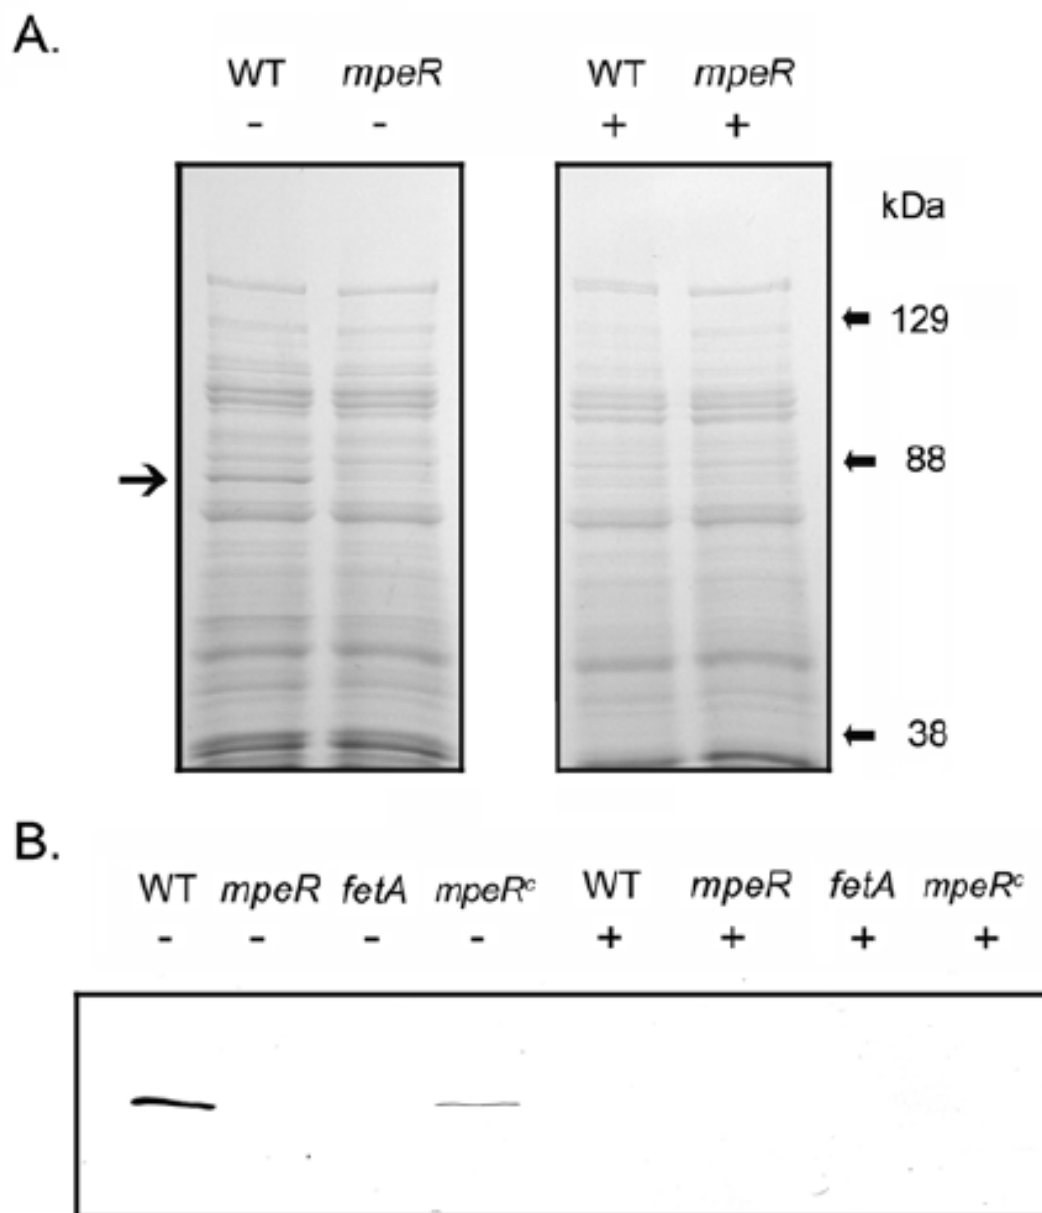 A.
WT mpeR WT mpeR
- - + +
kDa
129
88
38
B.
WT mpeR fetA mpeRᶜ WT mpeR fetA mpeRᶜ
- - - - + + + +